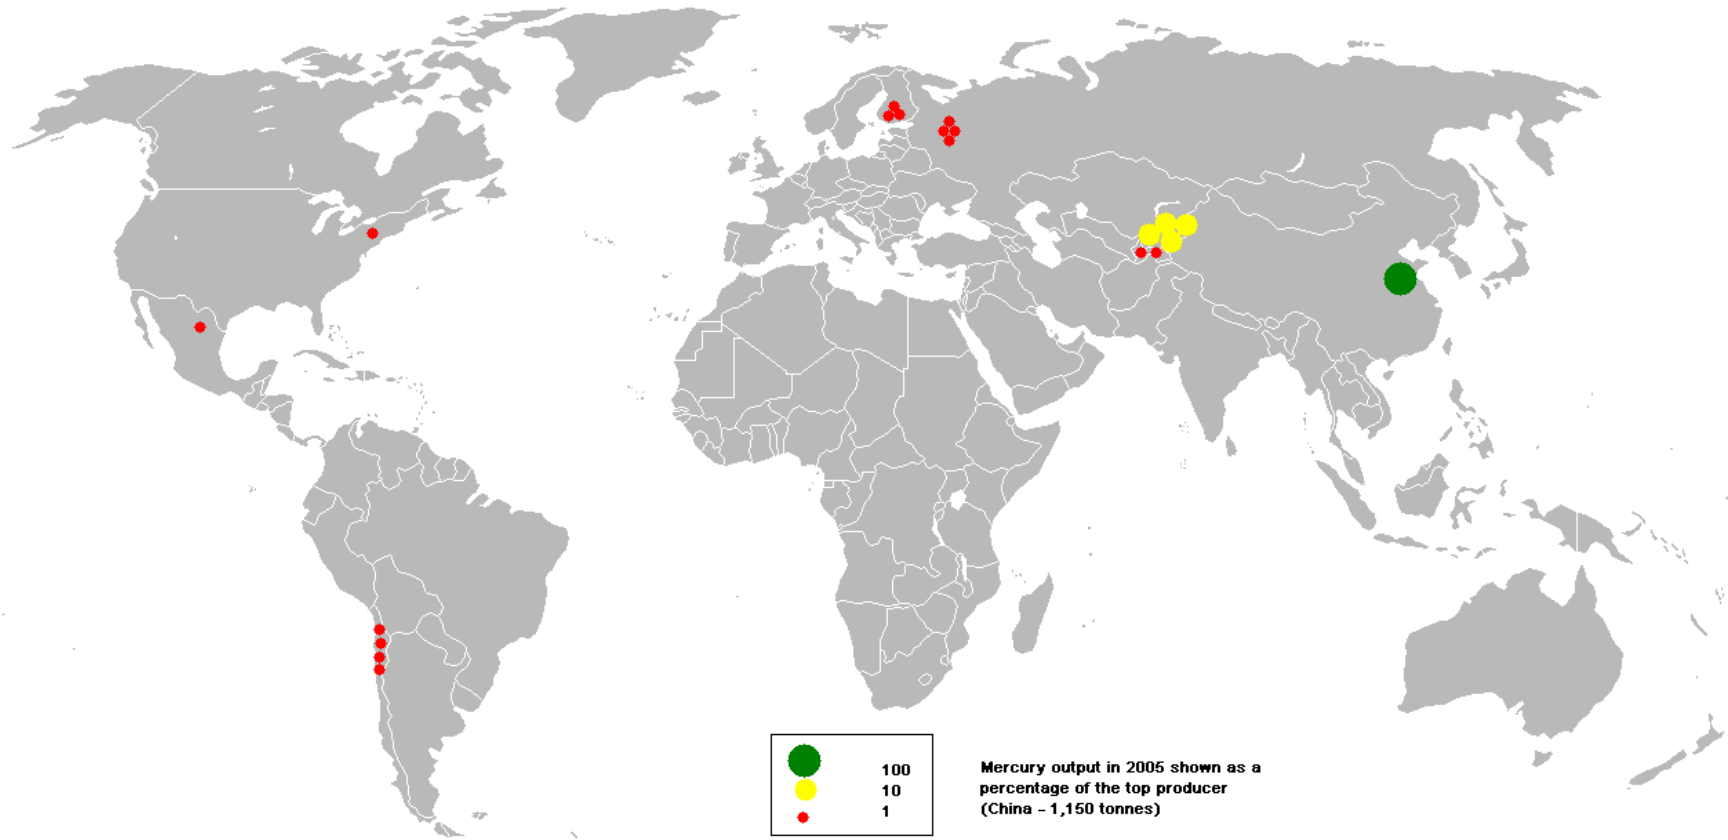 100
10
1
Mercury output in 2005 shown as a
percentage of the top producer
(China - 1,150 tonnes)